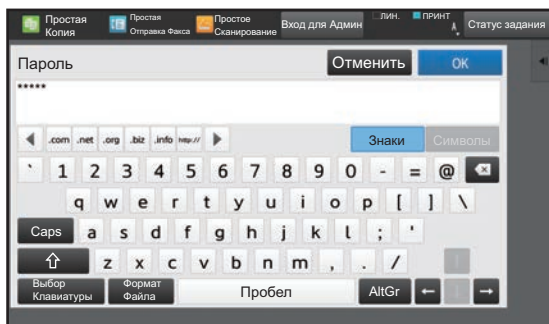 Простая Копия
Простая Отправка Факса
Простое Сканирование
Вход для Админ
ЛИН.
ПРИНТ
Статус задания
Пароль
Отменить
OK
*****
.com .net .org .biz .info http://
Знаки
Символы
` 1 2 3 4 5 6 7 8 9 0 - = @
q w e r t y u i o p [ ] \
Caps a s d f g h j k l ; '
z x c v b n m , . /
Выбор Клавиатуры
Формат Файла
Пробел
AltGr